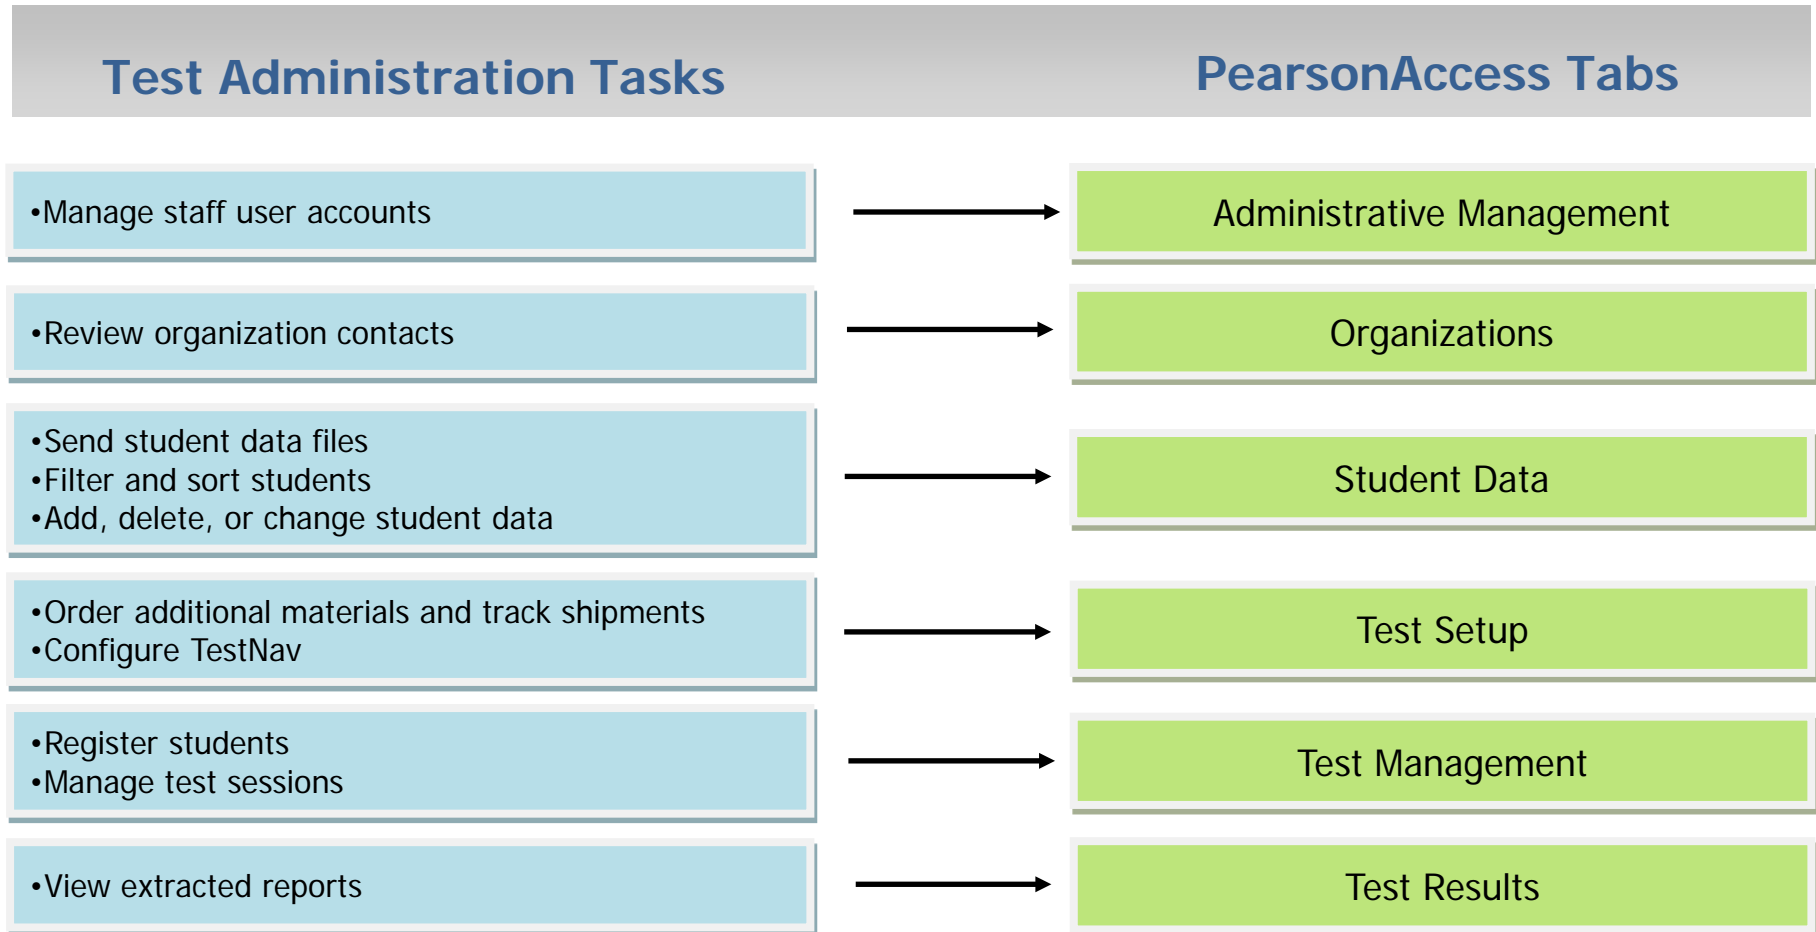 Test Administration Tasks
PearsonAccess Tabs
•Manage staff user accounts
Administrative Management
•Review organization contacts
Organizations
•Send student data files
•Filter and sort students
•Add, delete, or change student data
Student Data
•Order additional materials and track shipments
•Configure TestNav
Test Setup
•Register students
•Manage test sessions
Test Management
•View extracted reports
Test Results